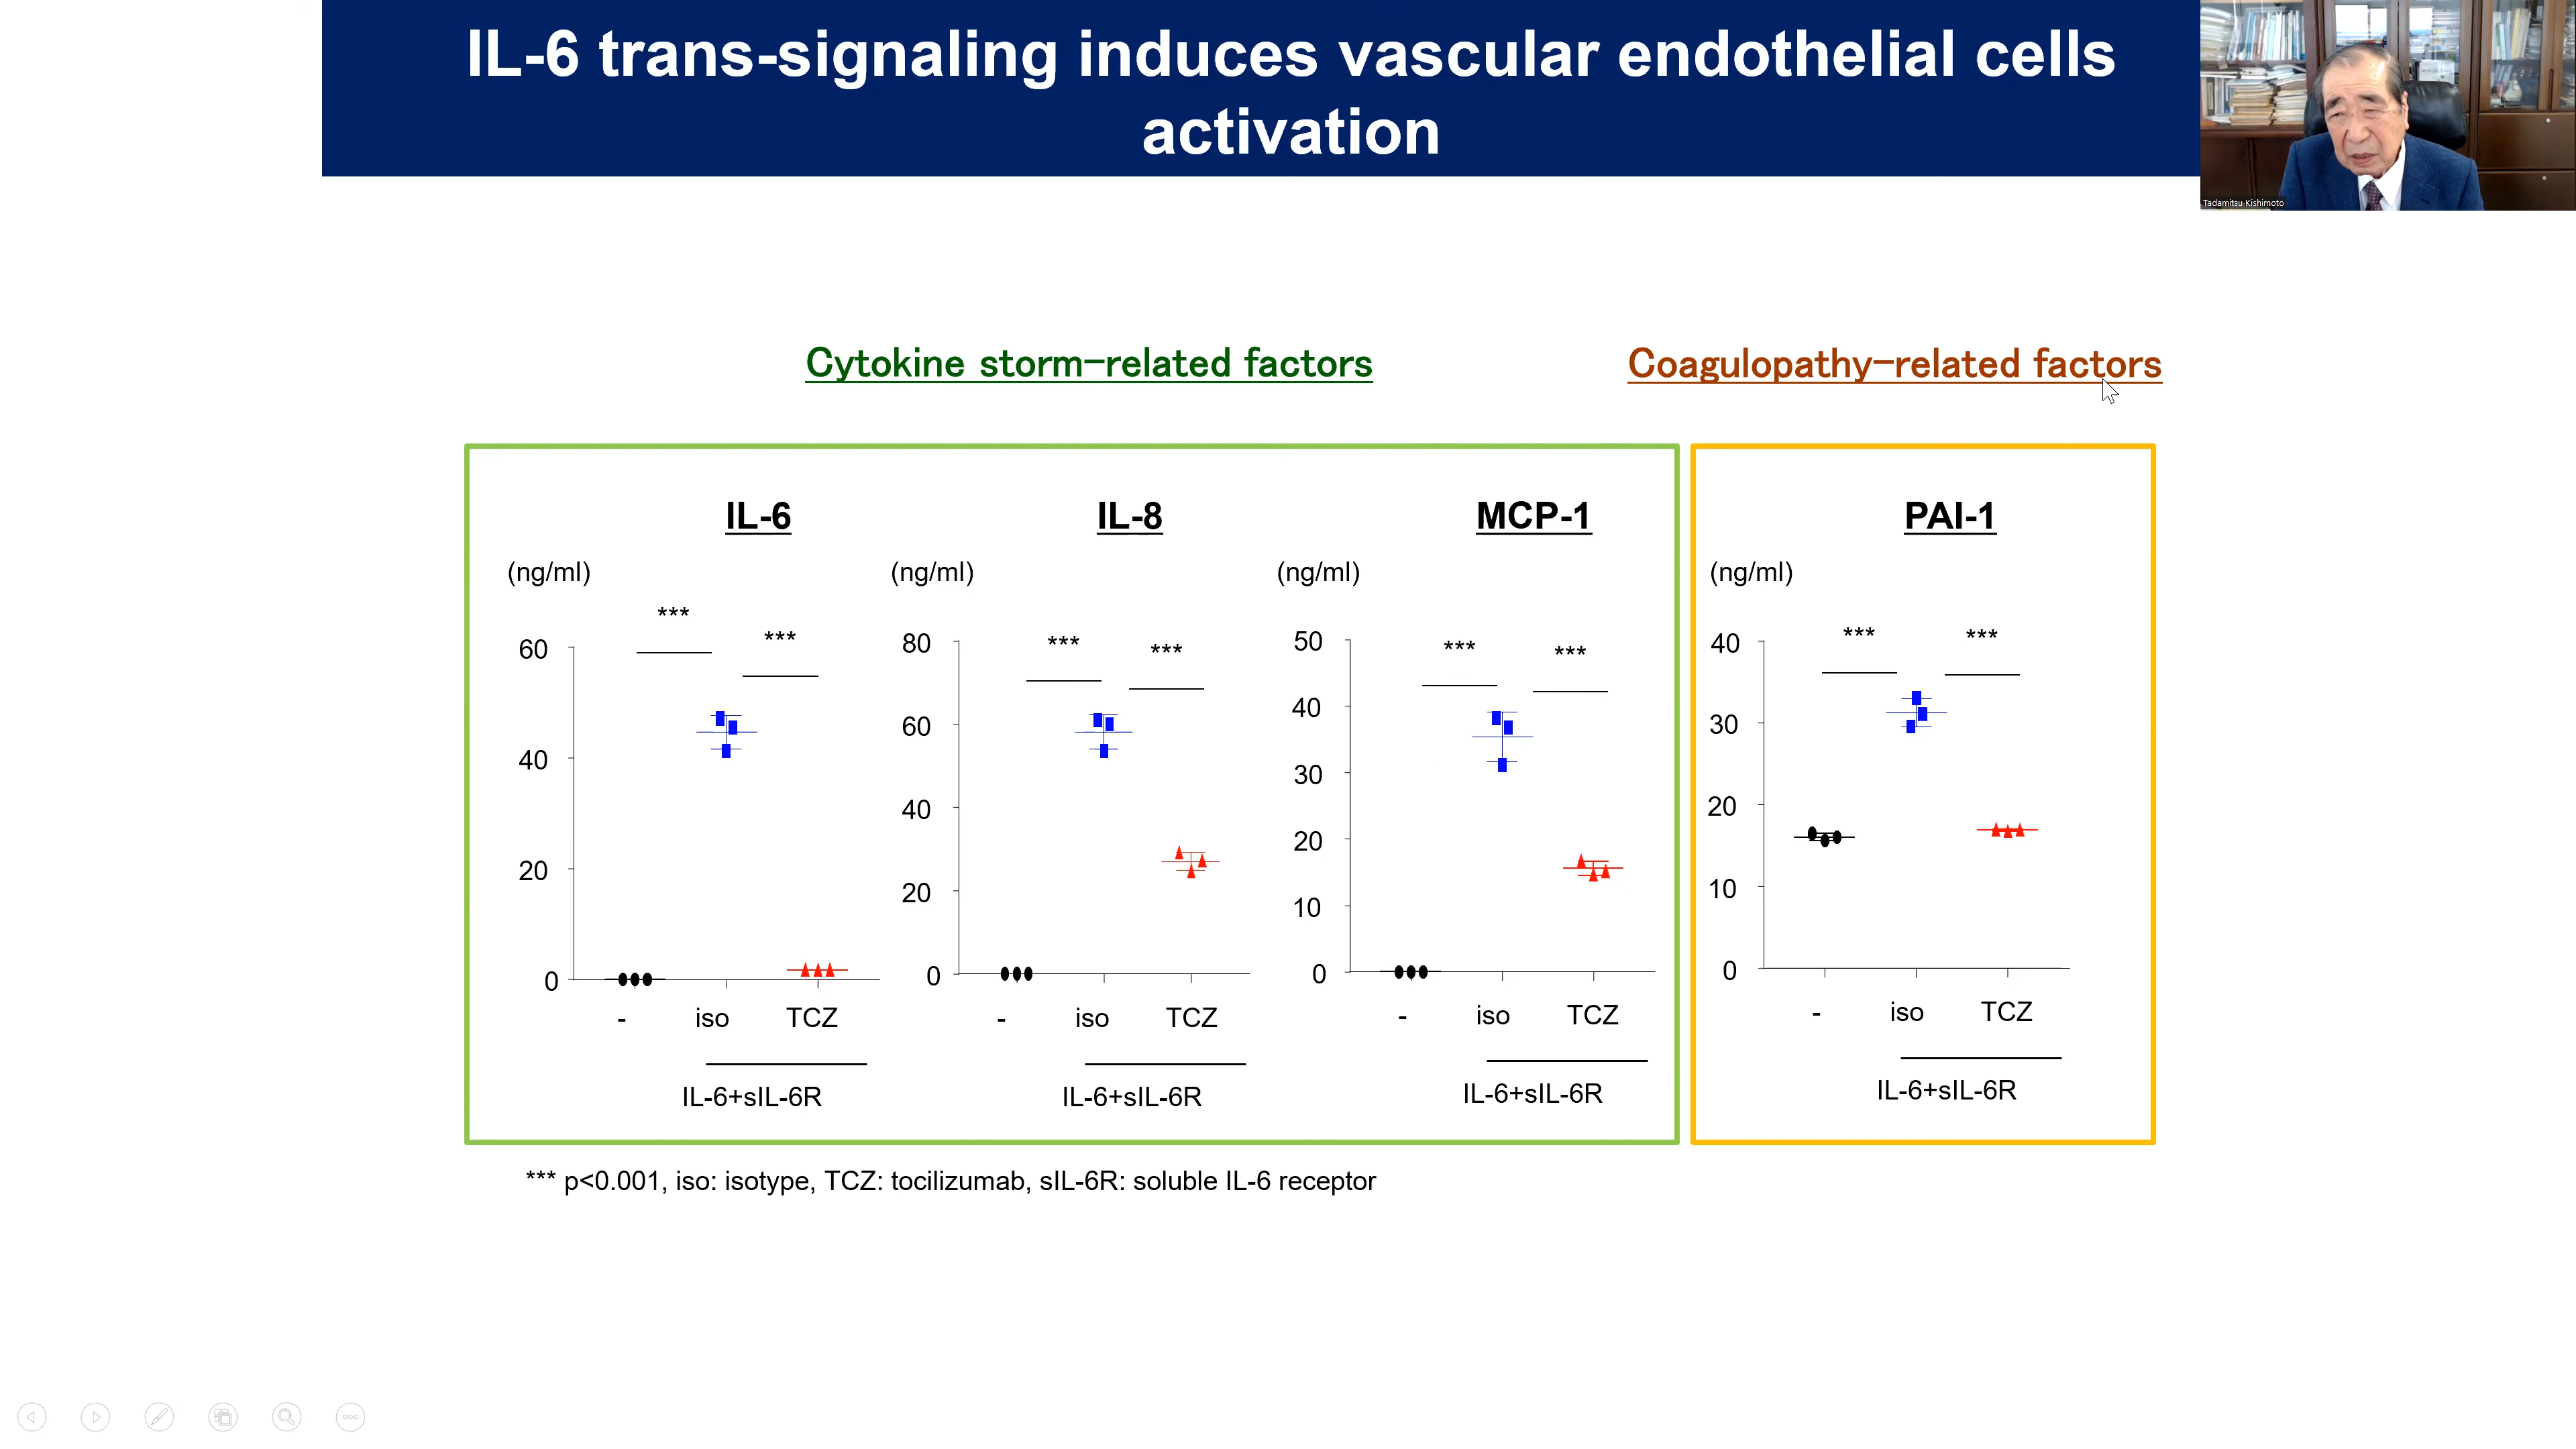 IL-6 trans-signaling induces vascular endothelial cells
activation
Tadamitsu Kishimoto
Cytokine storm-related factors
Coagulopathy-related factors
IL-6
(ng/ml)
***
***
60
40
20
0
- iso TCZ
IL-6+sIL-6R
IL-8
(ng/ml)
***
***
80
60
40
20
0
- iso TCZ
IL-6+sIL-6R
MCP-1
(ng/ml)
***
***
50
40
30
20
10
0
- iso TCZ
IL-6+sIL-6R
PAI-1
(ng/ml)
***
***
40
30
20
10
0
- iso TCZ
IL-6+sIL-6R
*** p<0.001, iso: isotype, TCZ: tocilizumab, sIL-6R: soluble IL-6 receptor